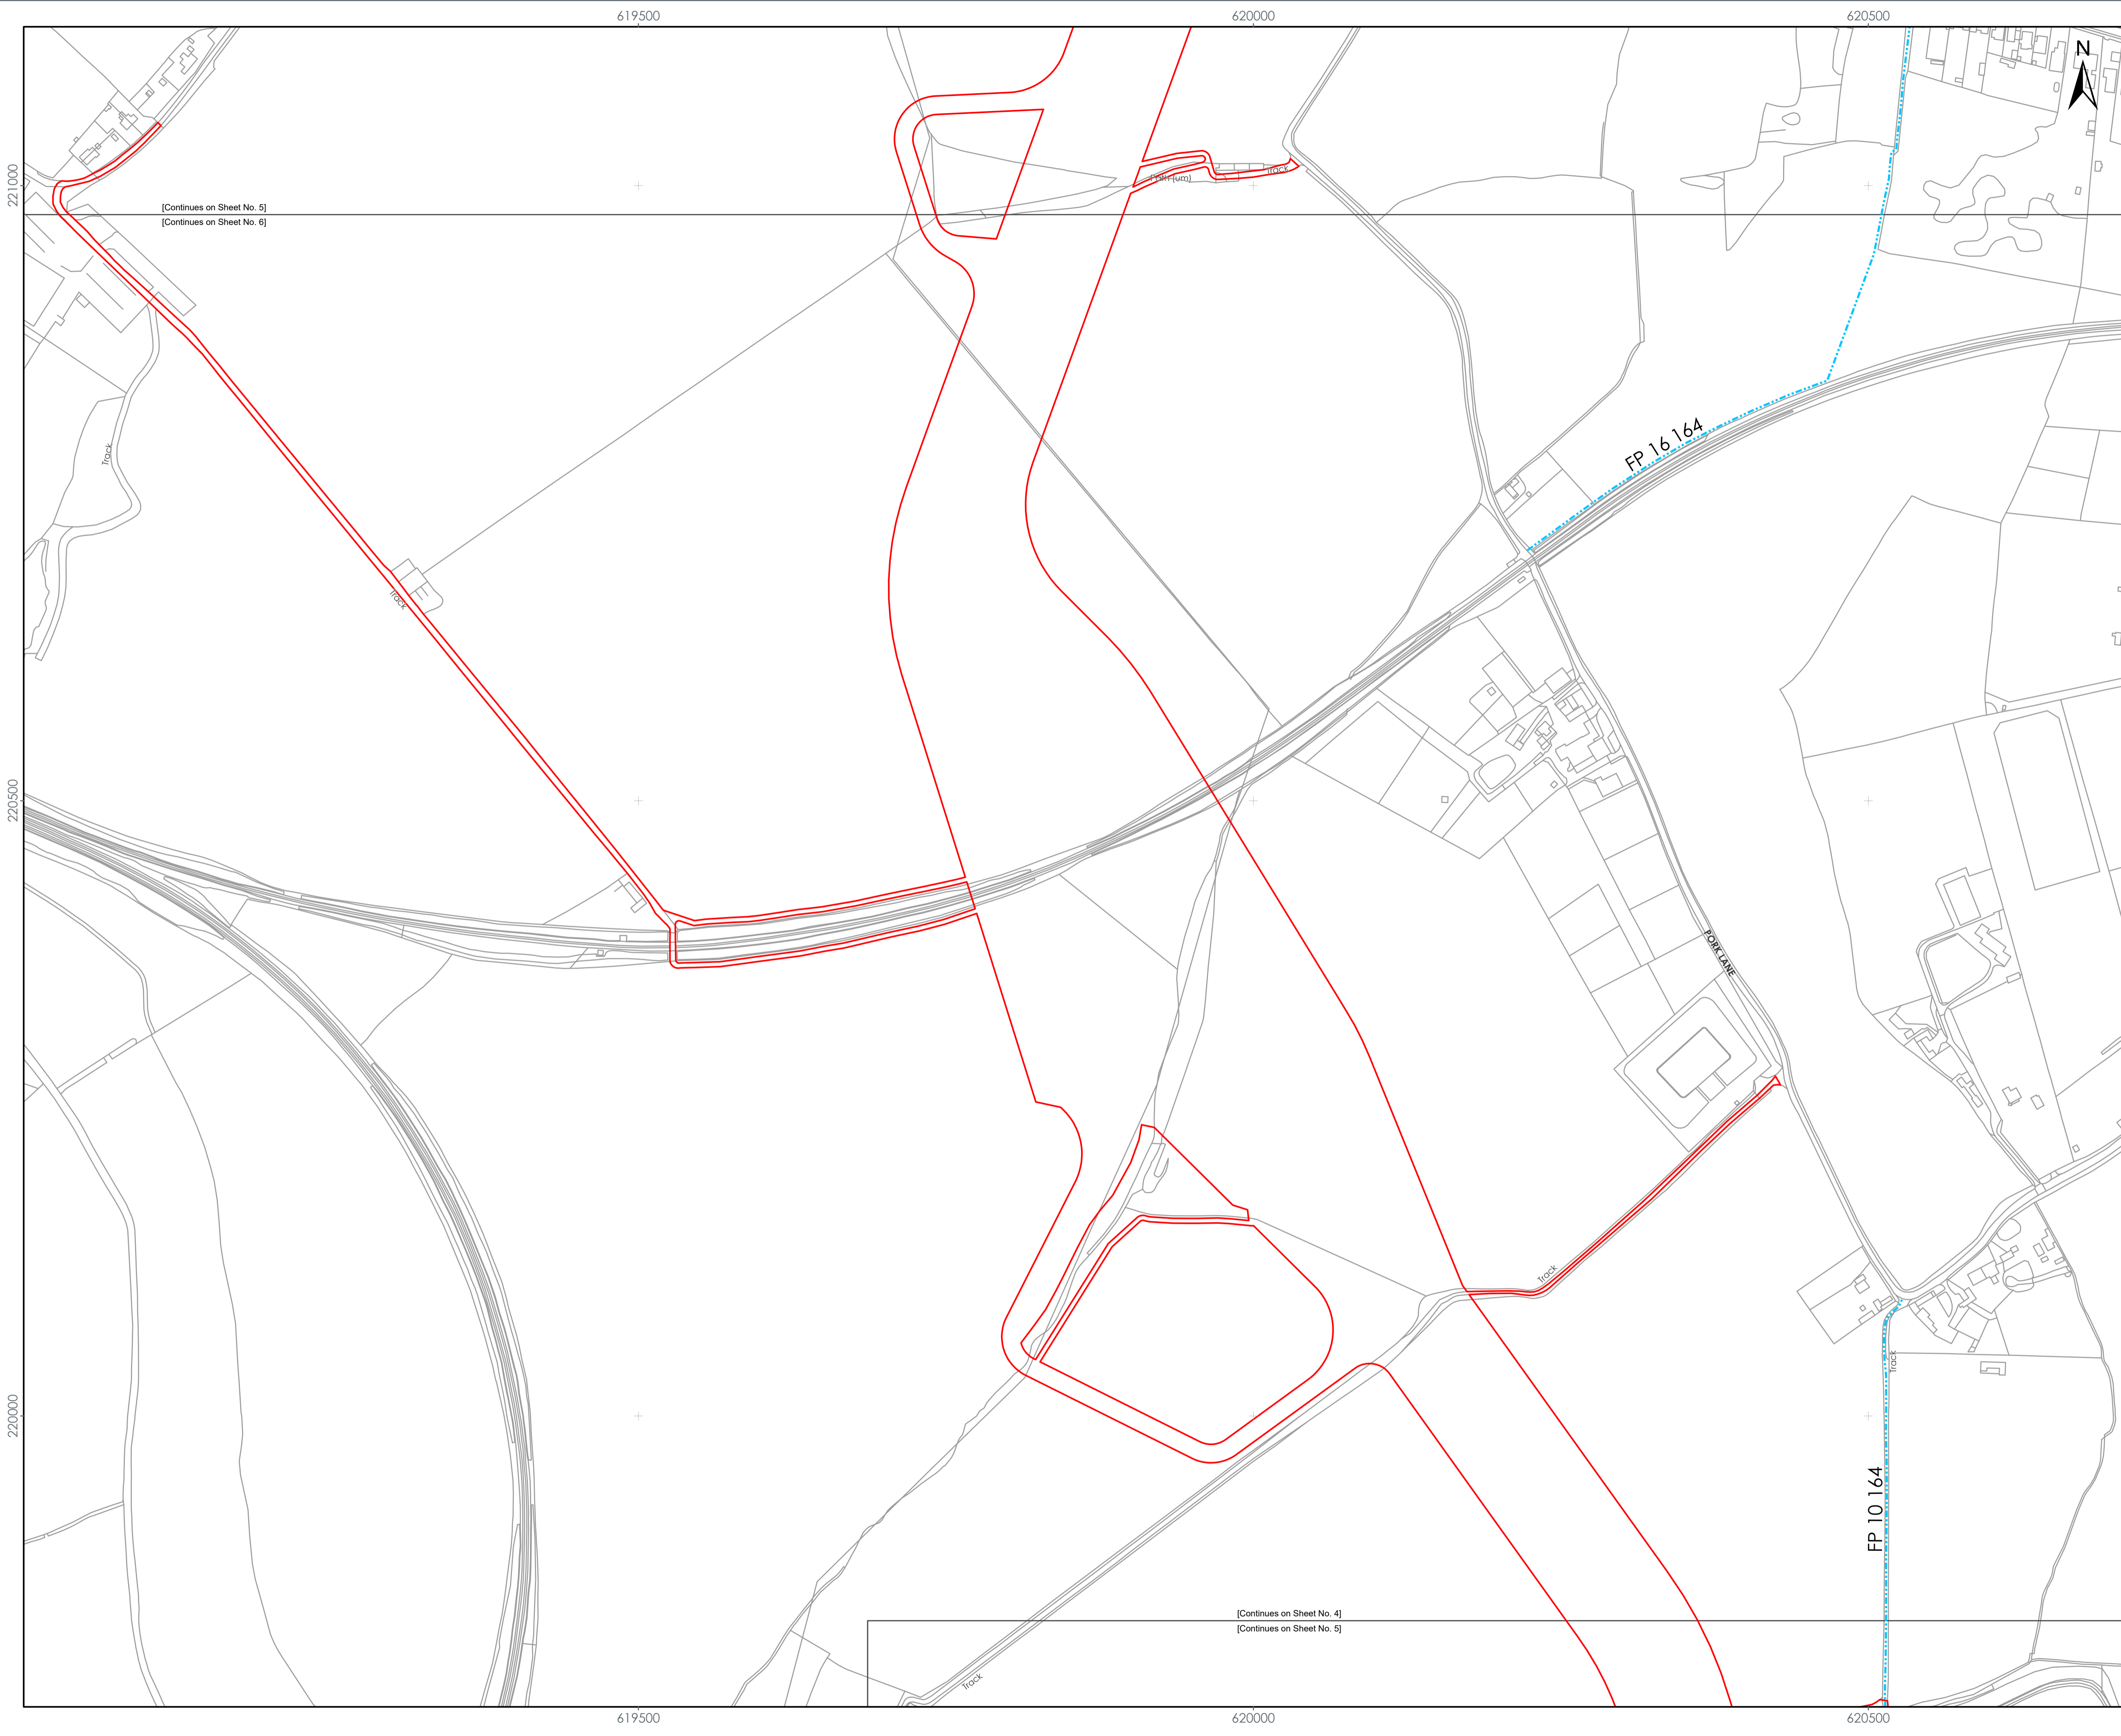 619500
620000
620500
N
221000
Path (um)
Track
[Continues on Sheet No. 5]
[Continues on Sheet No. 6]
Track
FP 16 164
Track
220500
PORK LANE
Track
Track
220000
FP 10 164
[Continues on Sheet No. 4]
[Continues on Sheet No. 5]
Track
619500
620000
620500